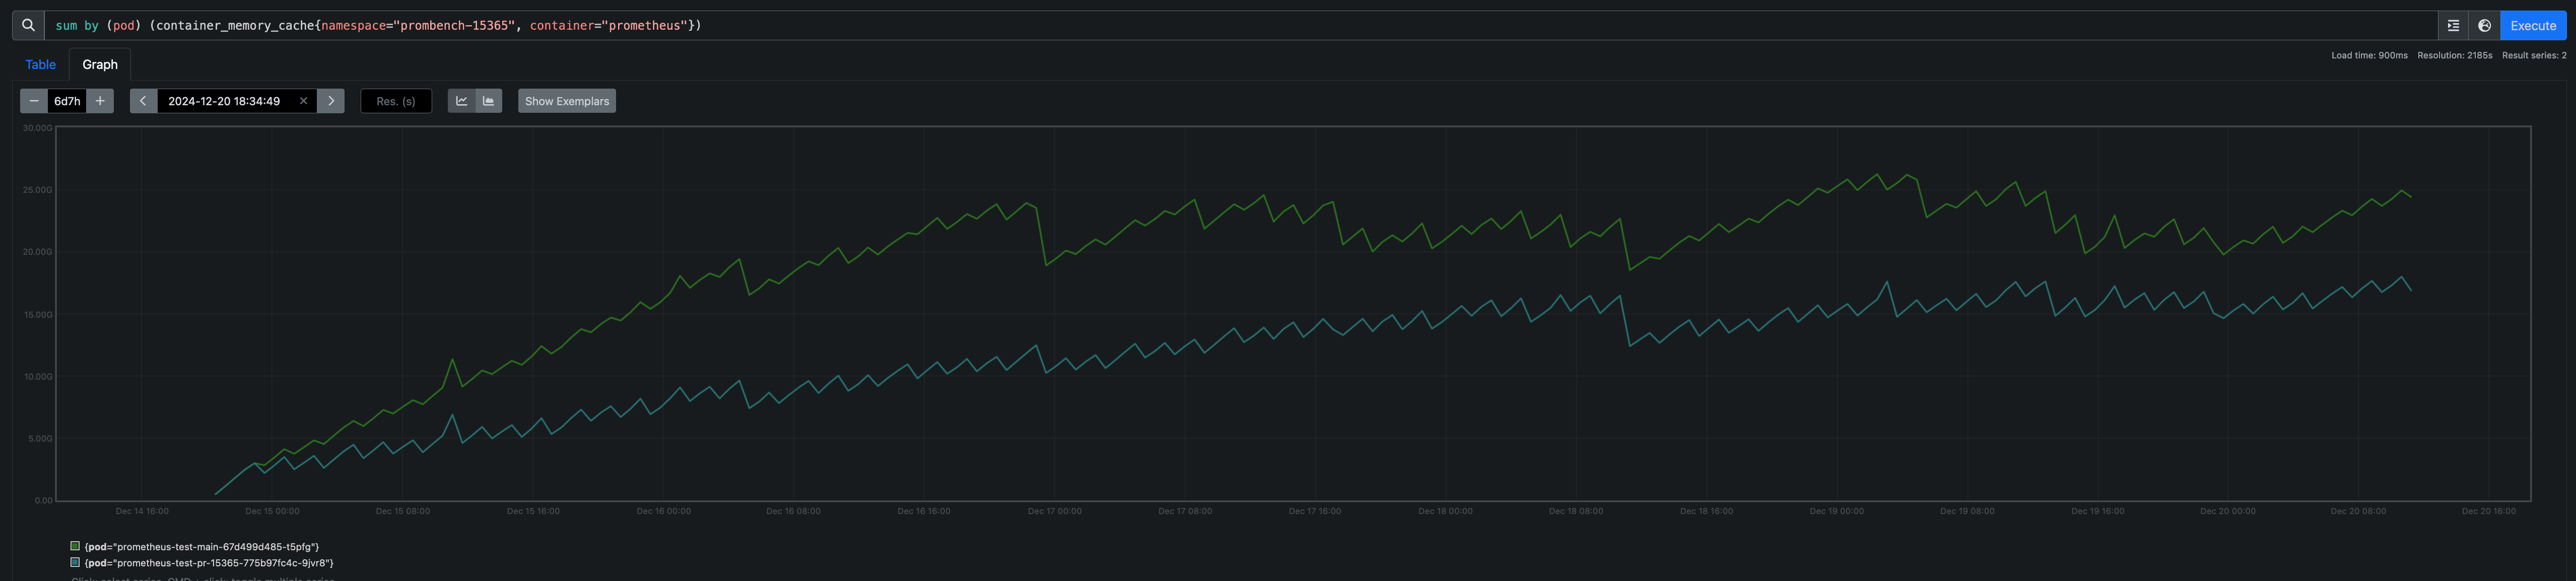 sum by (pod) (container_memory_cache{namespace="prombench-15365", container="prometheus"})
Execute
Table
Graph
Load time: 900ms Resolution: 2185s Result series: 2
6d7h
2024-12-20 18:34:49
Res. (s)
Show Exemplars
30.00G
25.00G
20.00G
15.00G
10.00G
5.00G
0.00
Dec 14 16:00 Dec 15 00:00 Dec 15 08:00 Dec 15 16:00 Dec 16 00:00 Dec 16 08:00 Dec 16 16:00 Dec 17 00:00 Dec 17 08:00 Dec 17 16:00 Dec 18 00:00 Dec 18 08:00 Dec 18 16:00 Dec 19 00:00 Dec 19 08:00 Dec 19 16:00 Dec 20 00:00 Dec 20 08:00 Dec 20 16:00
{pod="prometheus-test-main-67d499d485-t5pfg"}
{pod="prometheus-test-pr-15365-775b97fc4c-9jvr8"}